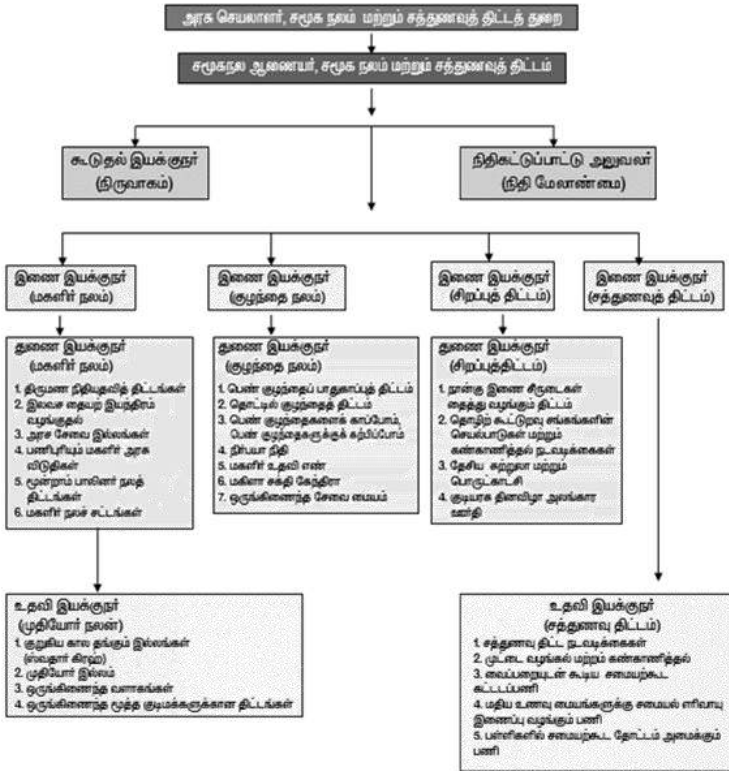 அரசு செயலாளர், சமூக நலம் மற்றும் சத்துணவுத் திட்டத் துறை
சமூகநல ஆணையர், சமூக நலம் மற்றும் சத்துணவுத் திட்டம்
கூடுதல் இயக்குநர்
(நிருவாகம்)
நிதிகட்டுப்பாட்டு அலுவலர்
(நிதி மேலாண்மை)
இணை இயக்குநர்
(மகளிர் நலம்)
இணை இயக்குநர்
(குழந்தை நலம்)
இணை இயக்குநர்
(சிறப்புத் திட்டம்)
இணை இயக்குநர்
(சத்துணவுத் திட்டம்)
துணை இயக்குநர்
(மகளிர் நலம்)
1. திருமண நிதியுதவித் திட்டங்கள்
2. இலவச தையற் இயந்திரம்
வழங்குதல்
3. அரசு சேவை இல்லங்கள்
4. பணிபுரியும் மகளிர் அரசு
விடுதிகள்
5. மூன்றாம் பாலினர் நலத்
திட்டங்கள்
6. மகளிர் நலச் சட்டங்கள்
துணை இயக்குநர்
(குழந்தை நலம்)
1. பெண் குழந்தைப் பாதுகாப்புத் திட்டம்
2. தொட்டில் குழந்தைத் திட்டம்
3. பெண் குழந்தைகளைக் காப்போம்,
பெண் குழந்தைகளுக்குக் கற்பிப்போம்
4. நிர்பயா நிதி
5. மகளிர் உதவி எண்
6. மகிளா சக்தி கேந்திரா
7. ஒருங்கிணைந்த சேவை மையம்
துணை இயக்குநர்
(சிறப்புத்திட்டம்)
1. நான்கு இணை சீருடைகள்
தைத்து வழங்கும் திட்டம்
2. தொழிற் கூட்டுறவு சங்கங்களின்
செயல்பாடுகள் மற்றும்
கண்காணித்தல் நடவடிக்கைகள்
3. தேசிய சுற்றுலா மற்றும்
பொருட்காட்சி
4. குடியரசு தினவிழா அலங்கார
ஊர்தி
உதவி இயக்குநர்
(முதியோர் நலன்)
1. குறுகிய கால தங்கும் இல்லங்கள்
(ஸ்வதார் கிரஹ்)
2. முதியோர் இல்லம்
3. ஒருங்கிணைந்த வளாகங்கள்
4. ஒருங்கிணைந்த மூத்த குடிமக்களுக்கான திட்டங்கள்
உதவி இயக்குநர்
(சத்துணவு திட்டம்)
1. சத்துணவு திட்ட நடவடிக்கைகள்
2. முட்டை வழங்கல் மற்றம் கண்காணித்தல்
3. வைப்பறையுடன் கூடிய சமையற்கூட
கட்டடப்பணி
4. மதிய உணவு மையங்களுக்கு சமையல் எரிவாயு
இணைப்பு வழங்கும் பணி
5. பள்ளிகளில் சமையற்கூட தோட்டம் அமைக்கும்
பணி